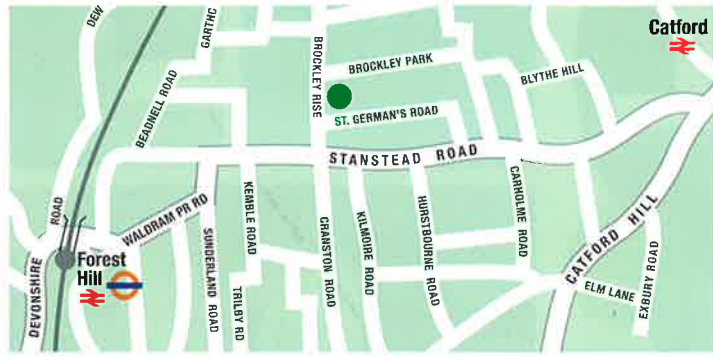 DEW
GARTHC
BROCKLEY RISE
BROCKLEY PARK
Catford
BLYTHE HILL
BEADNELL ROAD
ST. GERMAN'S ROAD
STANSTEAD ROAD
ROAD
WALDRAM PR RD
KEMBLE ROAD
CARHOLME ROAD
HURSTBOURNE ROAD
KILMOIRE ROAD
CRANSTON ROAD
SUNDERLAND ROAD
CATFORD HILL
Forest
Hill
DEVONSHIRE
TRILBY RD
ELM LANE
EXBURY ROAD